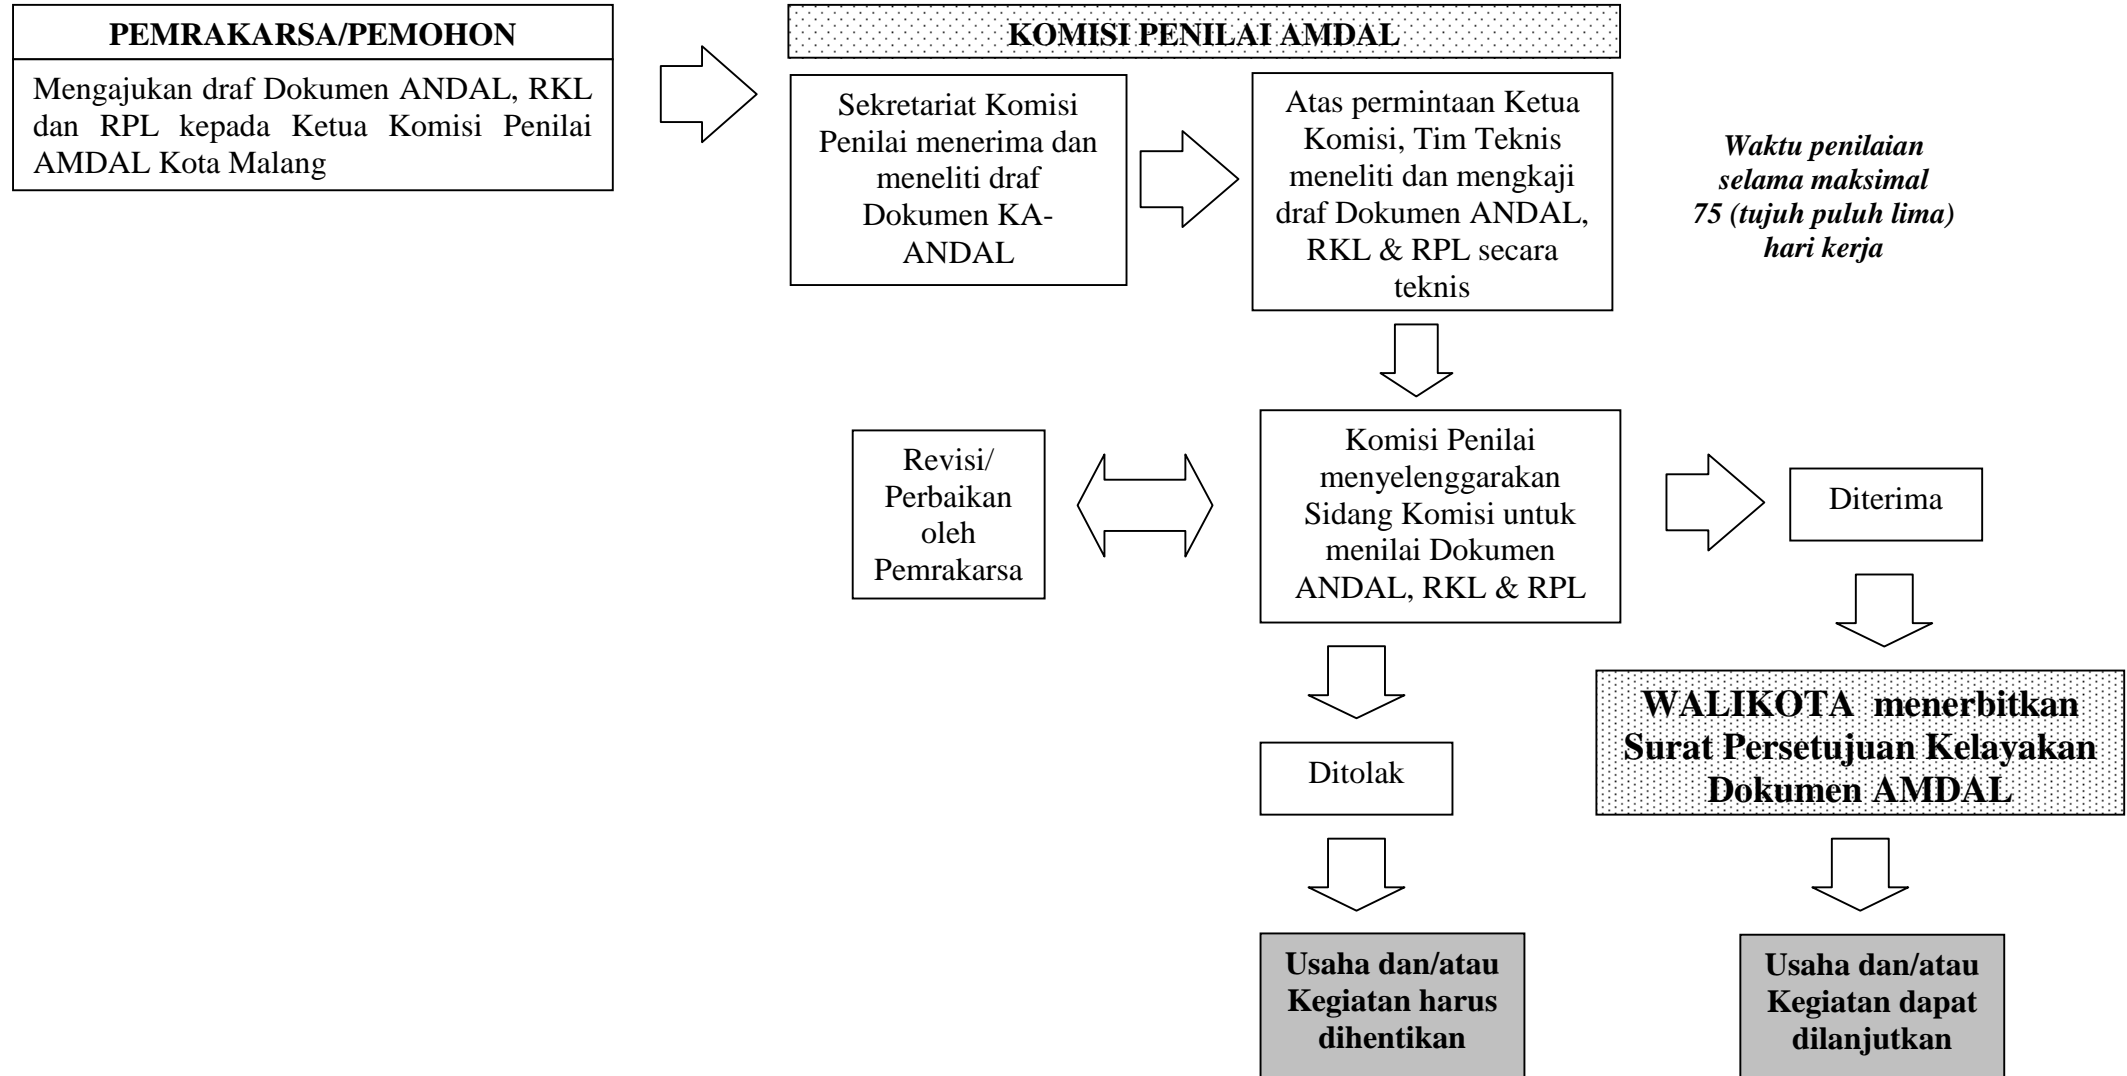 PEMRAKARSA/PEMOHON
Mengajukan draf Dokumen ANDAL, RKL
dan RPL kepada Ketua Komisi Penilai
AMDAL Kota Malang
KOMISI PENILAI AMDAL
Sekretariat Komisi
Penilai menerima dan
meneliti draf
Dokumen KA-
ANDAL
Atas permintaan Ketua
Komisi, Tim Teknis
meneliti dan mengkaji
draf Dokumen ANDAL,
RKL & RPL secara
teknis
Waktu penilaian
selama maksimal
75 (tujuh puluh lima)
hari kerja
Revisi/
Perbaikan
oleh
Pemrakarsa
Komisi Penilai
menyelenggarakan
Sidang Komisi untuk
menilai Dokumen
ANDAL, RKL & RPL
Diterima
Ditolak
WALIKOTA menerbitkan
Surat Persetujuan Kelayakan
Dokumen AMDAL
Usaha dan/atau
Kegiatan harus
dihentikan
Usaha dan/atau
Kegiatan dapat
dilanjutkan